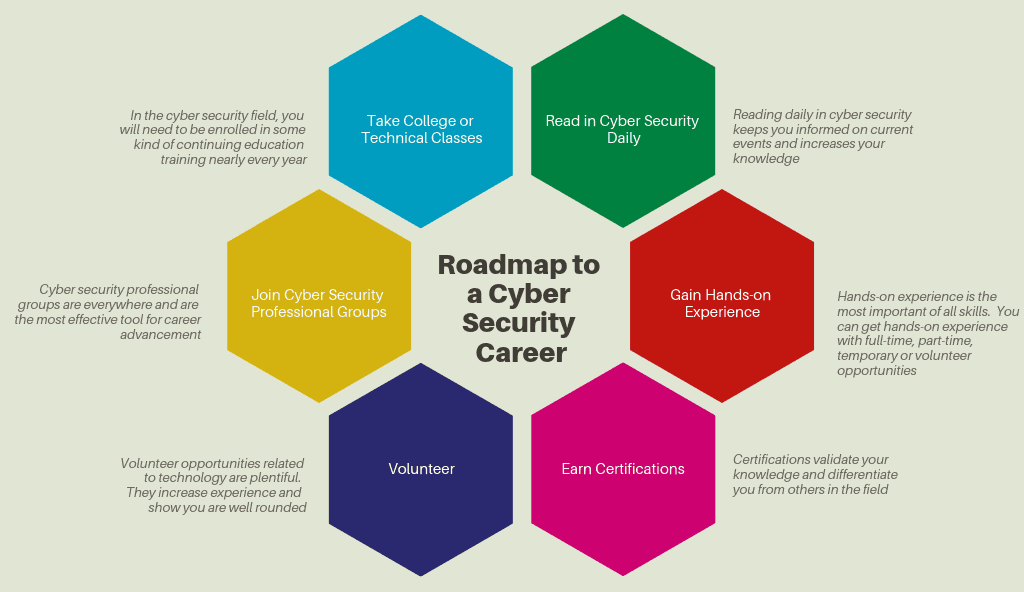 Take College or
Technical Classes
In the cyber security field, you
will need to be enrolled in some
kind of continuing education
training nearly every year
Read in Cyber Security
Daily
Reading daily in cyber security
keeps you informed on current
events and increases your
knowledge
Join Cyber Security
Professional Groups
Cyber security professional
groups are everywhere and are
the most effective tool for career
advancement
Roadmap to
a Cyber
Security
Career
Gain Hands-on
Experience
Hands-on experience is the
most important of all skills. You
can get hands-on experience
with full-time, part-time,
temporary or volunteer
opportunities
Volunteer
Volunteer opportunities related
to technology are plentiful.
They increase experience and
show you are well rounded
Earn Certifications
Certifications validate your
knowledge and differentiate
you from others in the field